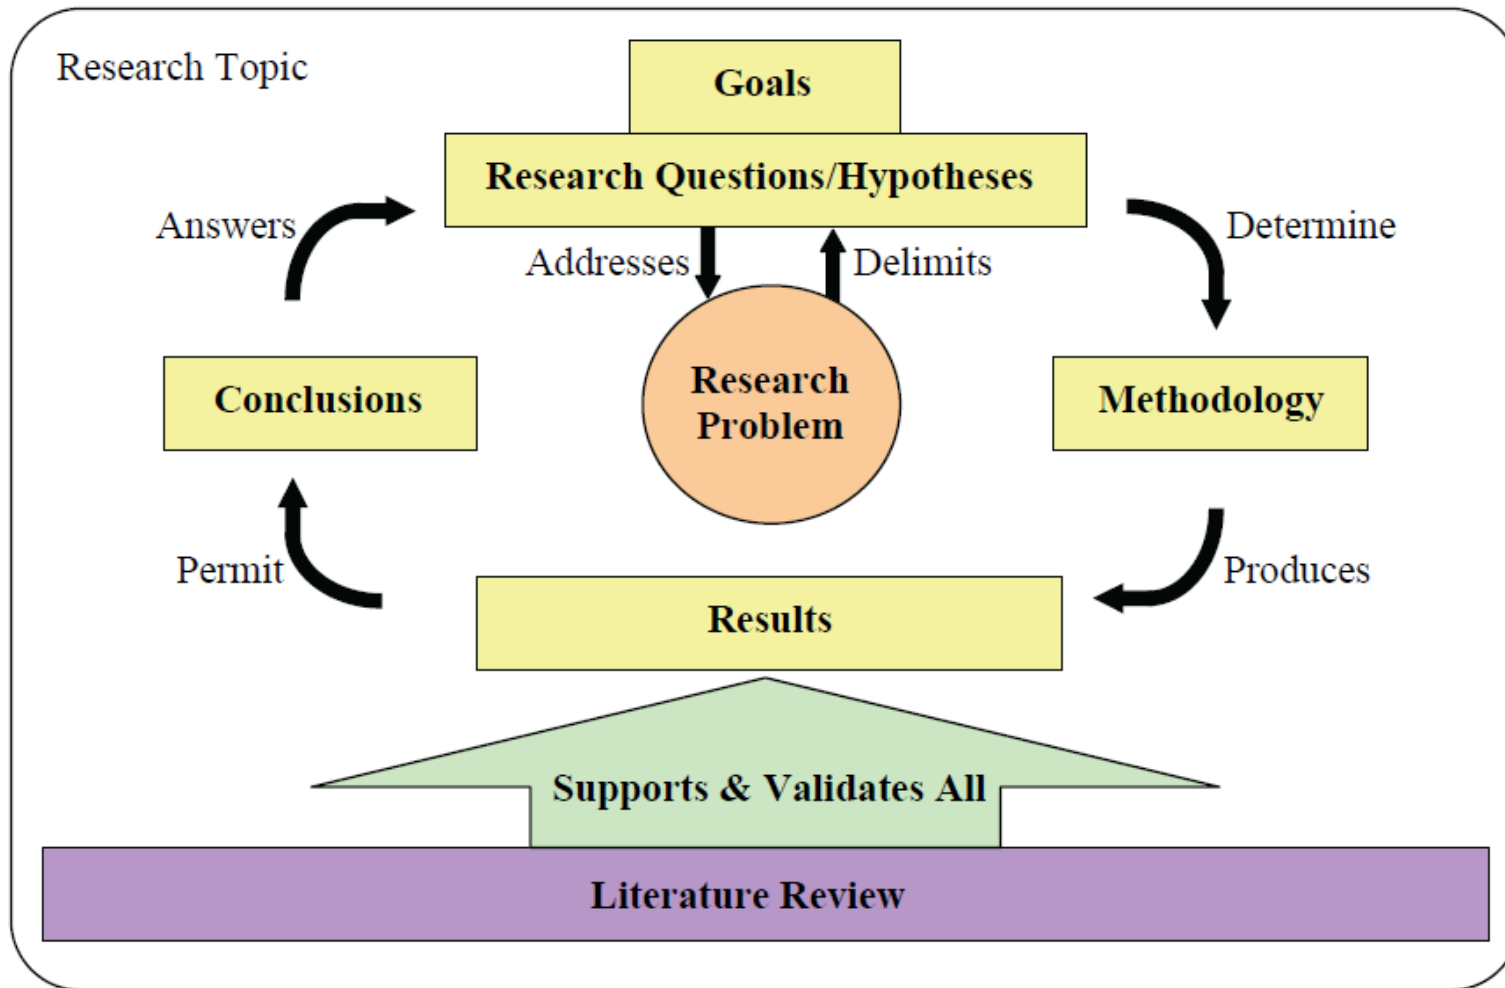 Research Topic
Goals
Research Questions/Hypotheses
Answers
Determine
Addresses
Delimits
Conclusions
Research
Problem
Methodology
Permit
Produces
Results
Supports & Validates All
Literature Review